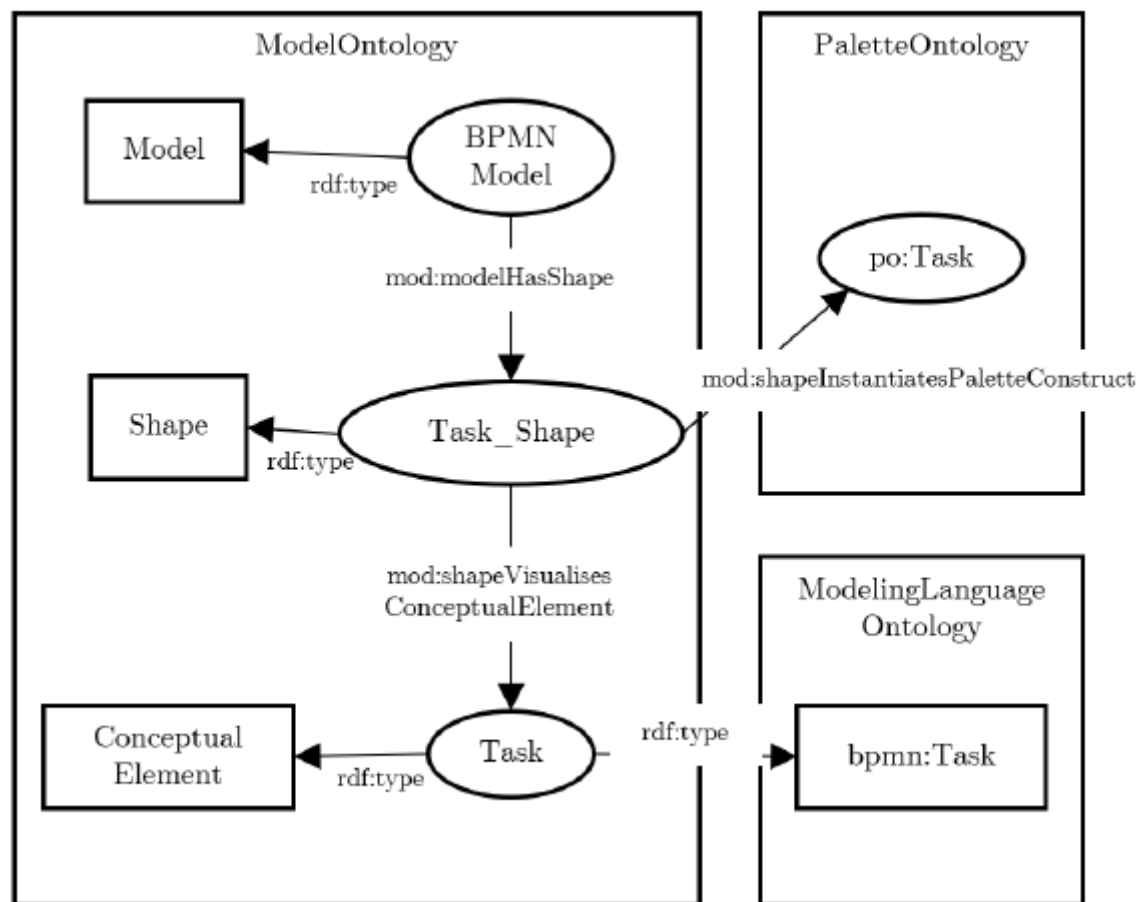 ModelOntology
PaletteOntology
Model
BPMN
Model
rdf:type
mod:modelHasShape
po:Task
mod:shapeInstantiatesPaletteConstruct
Shape
Task_Shape
rdf:type
mod:shapeVisualises
ConceptualElement
ModelingLanguage
Ontology
Conceptual
Element
rdf:type
Task
rdf:type
bpmn:Task